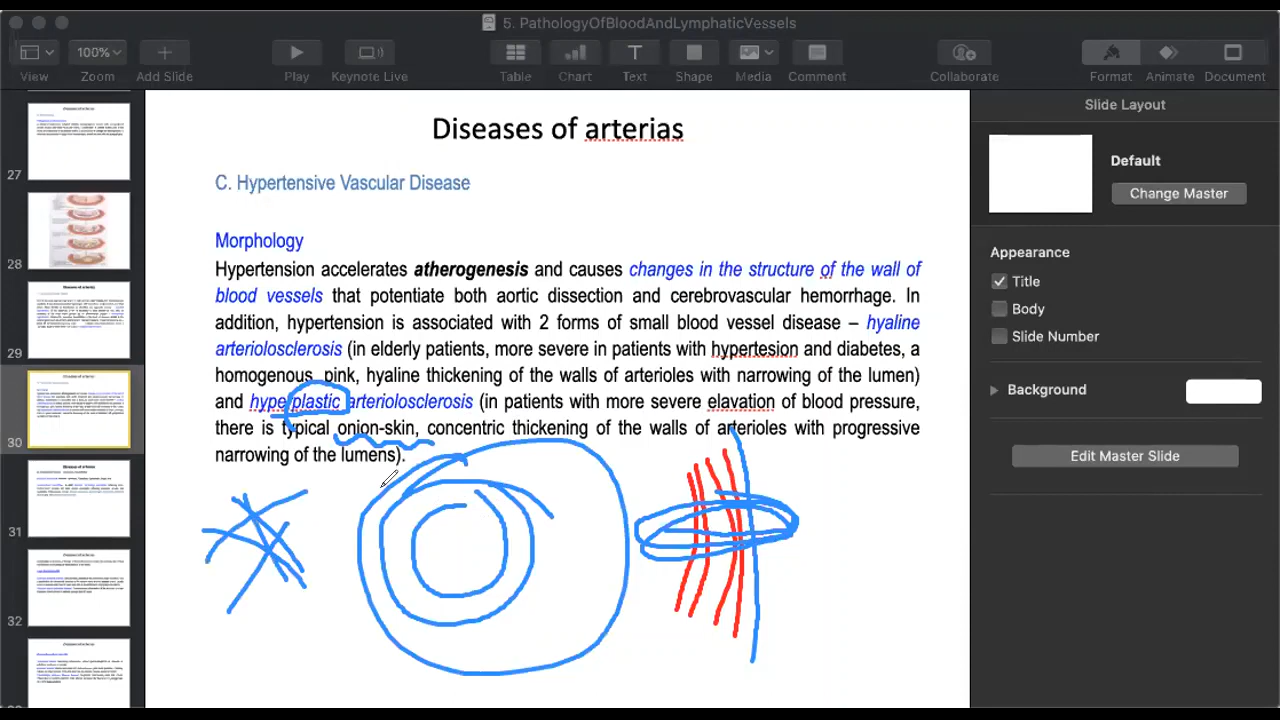 5. PathologyOfBloodAndLymphaticVessels
100%
View Zoom Add Slide Play Keynote Live Table Chart Text Shape Media Comment Collaborate Format Animate Document
Slide Layout
Default
Change Master
Appearance:
Title
Body
Slide Number
Background
Edit Master Slide
27
28
29
30
31
32
Diseases of arterias
C. Hypertensive Vascular Disease
Morphology
Hypertension accelerates atherogenesis and causes changes in the structure of the wall of
blood vessels that potentiate both aortic dissection and cerebrovascular hemorrhage. In
addition, hypertension is associated with 2 forms of small blood vessel disease – hyaline
arteriolosclerosis (in elderly patients, more severe in patients with hypertesion and diabetes, a
homogenous, pink, hyaline thickening of the walls of arterioles with narrowing of the lumen)
and hyperplastic arteriolosclerosis (in patients with more severe elavation of blood pressure,
there is typical onion-skin, concentric thickening of the walls of arterioles with progressive
narrowing of the lumens).